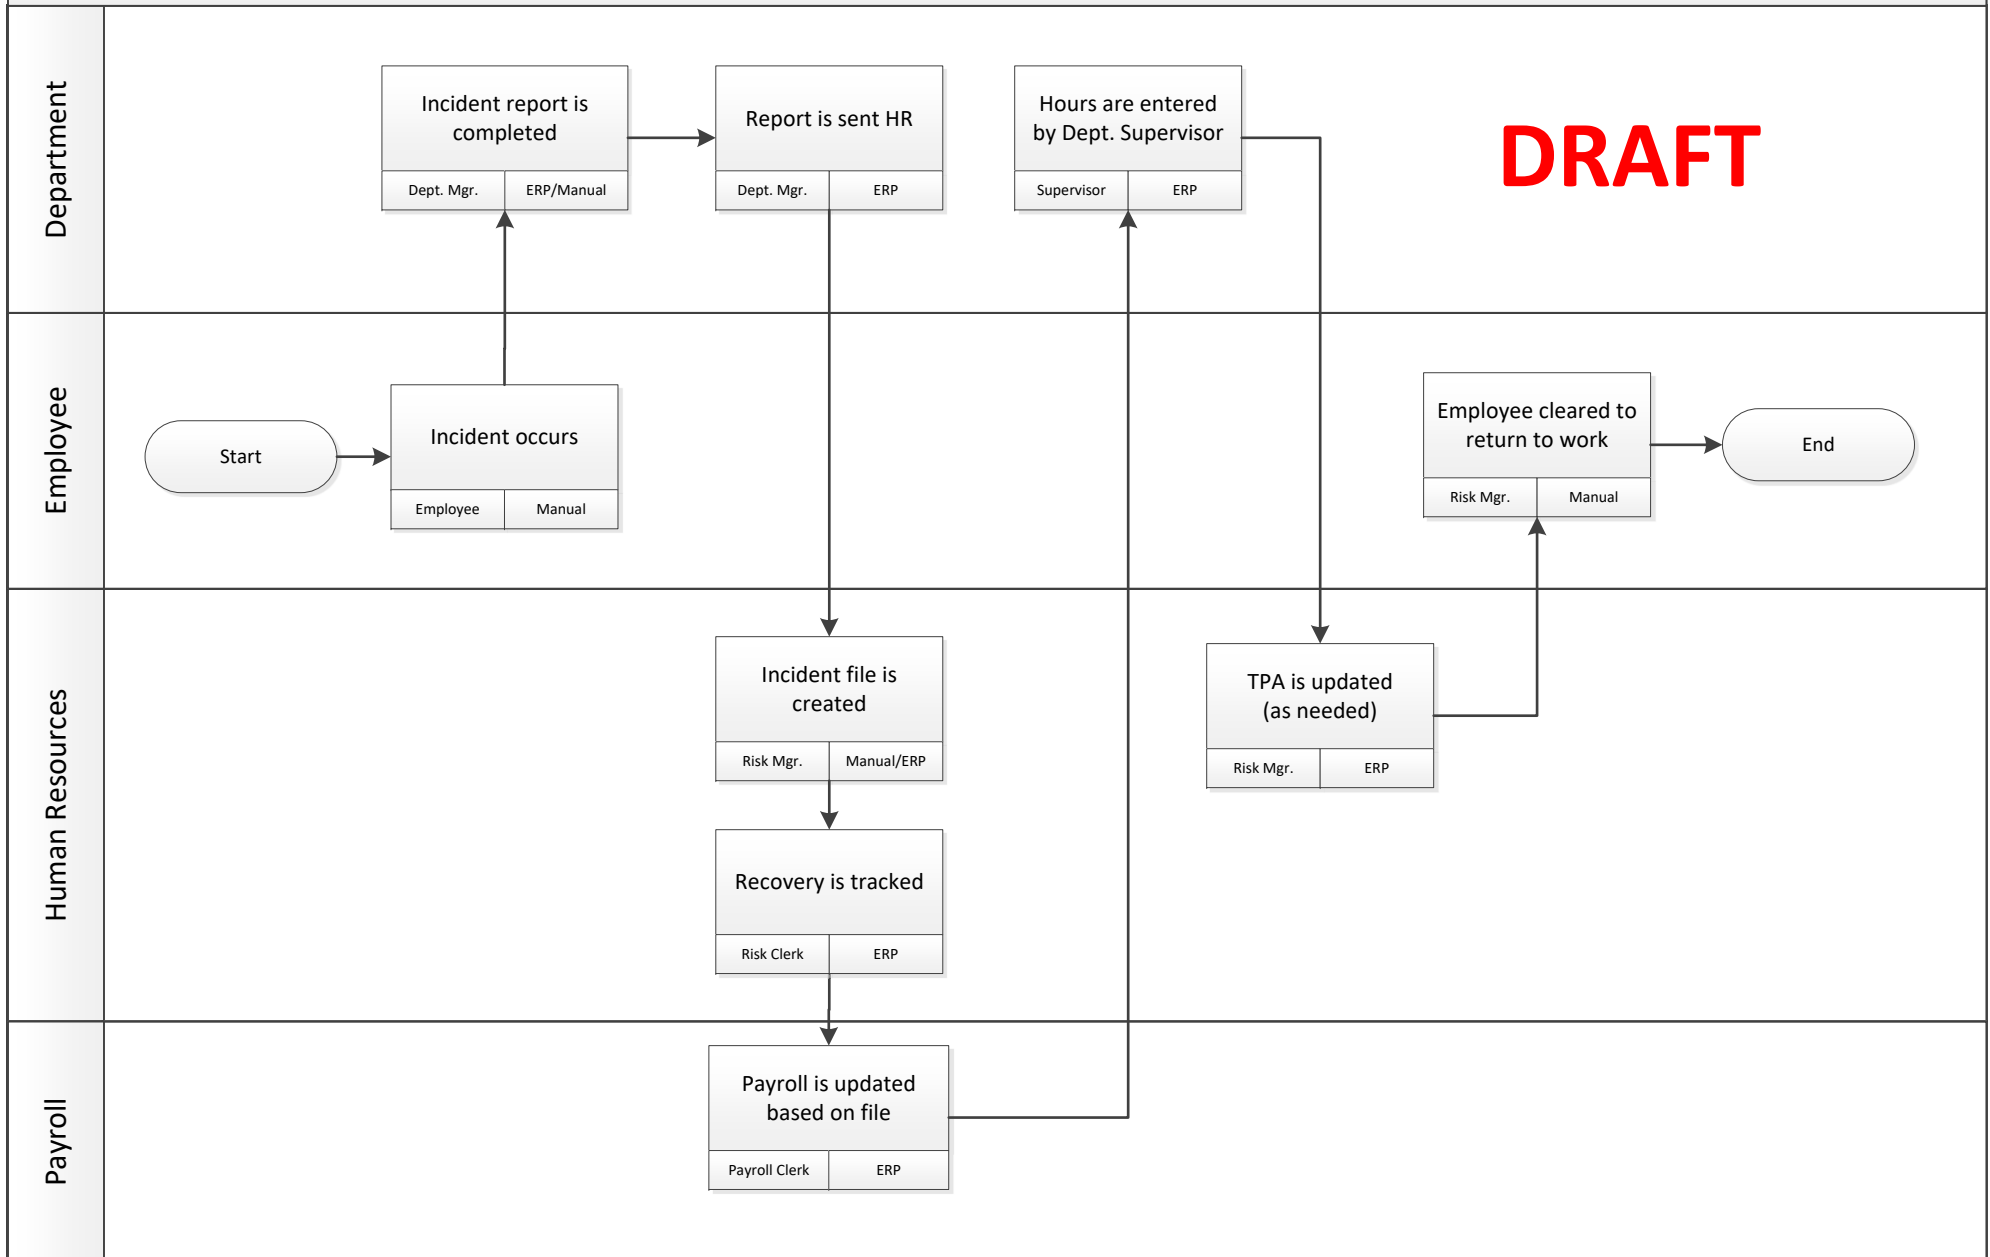 Department
Incident report is
completed
Dept. Mgr.
ERP/Manual
Report is sent HR
Dept. Mgr.
ERP
Hours are entered
by Dept. Supervisor
Supervisor
ERP
DRAFT
Employee
Start
Incident occurs
Employee
Manual
Employee cleared to
return to work
Risk Mgr.
Manual
End
Human Resources
Incident file is
created
Risk Mgr.
Manual/ERP
TPA is updated
(as needed)
Risk Mgr.
ERP
Recovery is tracked
Risk Clerk
ERP
Payroll
Payroll is updated
based on file
Payroll Clerk
ERP